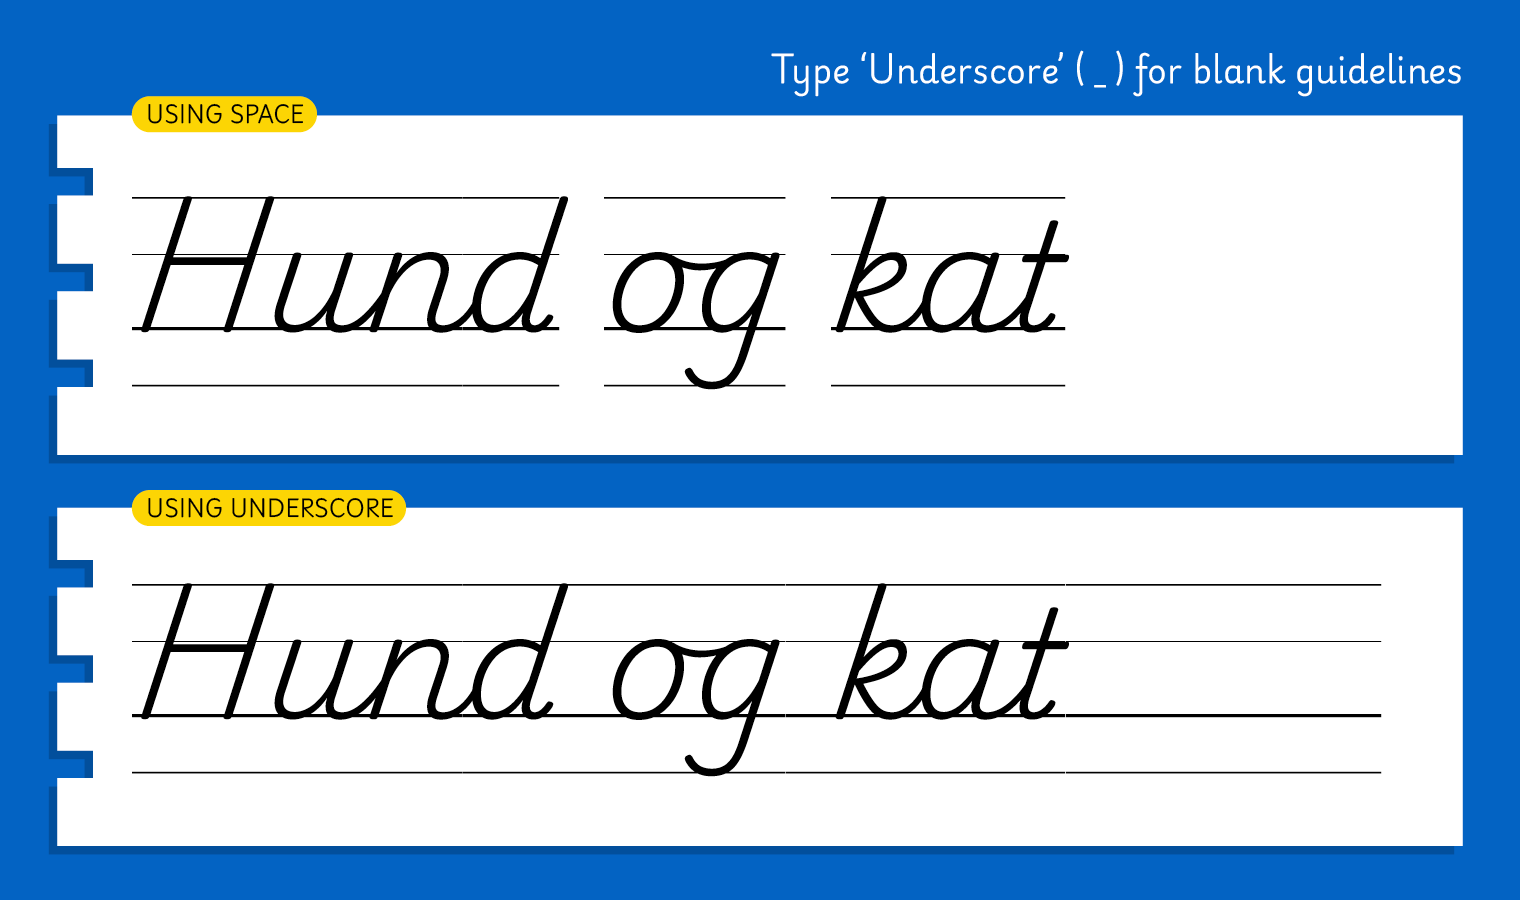 Type ‘Underscore’ ( _ ) for blank guidelines
USING SPACE
Hund og kat
USING UNDERSCORE
Hund og kat